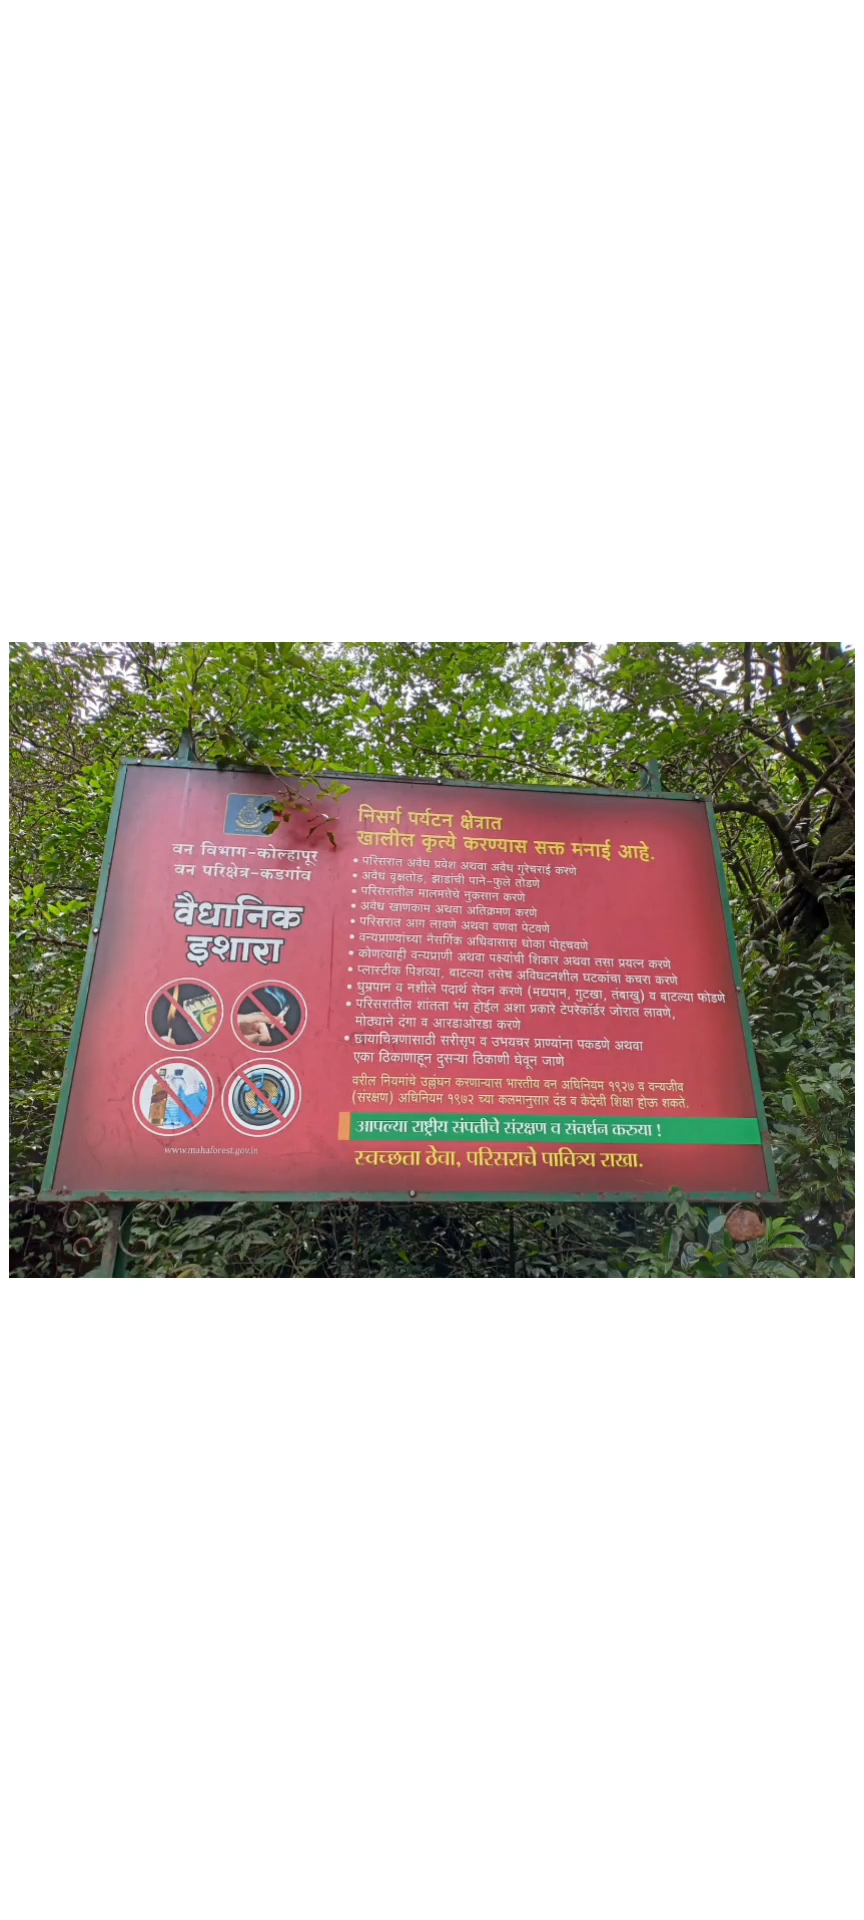 वन विभाग-कोल्हापूर
वन परिक्षेत्र-कडगांव
वैधानिक
इशारा
www.mahaforest.gov.in
निसर्ग पर्यटन क्षेत्रात
खालील कृत्ये करण्यास सक्त मनाई आहे.
• परिसरात अवैध प्रवेश अथवा अवैध गुरेचराई करणे
• अवैध वृक्षतोड, झाडांची पाने-फुले तोडणे
• परिसरातील मालमत्तेचे नुकसान करणे
• अवैध खाणकाम अथवा अतिक्रमण करणे
• परिसरात आग लावणे अथवा वणवा पेटवणे
• वन्यप्राण्यांच्या नैसर्गिक अधिवासास धोका पोहचवणे
• कोणत्याही वन्यप्राणी अथवा पक्ष्यांची शिकार अथवा तसा प्रयत्न करणे
• प्लास्टीक पिशव्या, बाटल्या तसेच अविघटनशील घटकांचा कचरा करणे
• धुम्रपान व नशीले पदार्थ सेवन करणे (मद्यपान, गुटखा, तंबाखु) व बाटल्या फोडणे
• परिसरातील शांतता भंग होईल अशा प्रकारे टेपरेकॉर्डर जोरात लावणे,
मोठ्याने दंगा व आरडाओरडा करणे
• छायाचित्रणासाठी सरीसृप व उभयचर प्राण्यांना पकडणे अथवा
एका ठिकाणाहून दुसऱ्या ठिकाणी घेवून जाणे
वरील नियमांचे उल्लंघन करणाऱ्यास भारतीय वन अधिनियम १९२७ व वन्यजीव
(संरक्षण) अधिनियम १९७२ च्या कलमानुसार दंड व कैदेची शिक्षा होऊ शकते.
आपल्या राष्ट्रीय संपतीचे संरक्षण व संवर्धन करुया !
स्वच्छता ठेवा, परिसराचे पावित्र्य राखा.